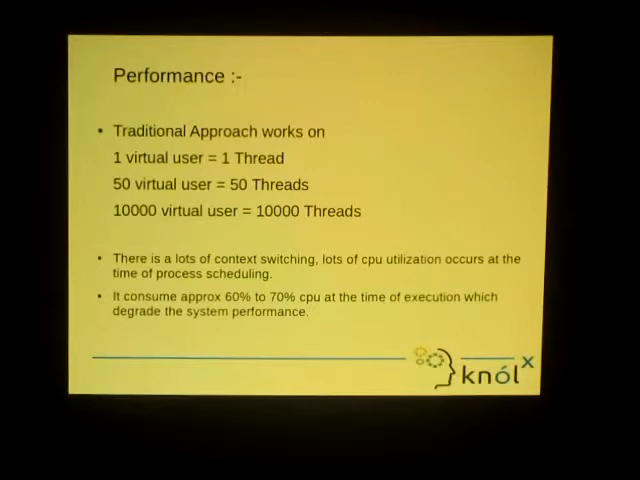 Performance :-
• Traditional Approach works on
1 virtual user = 1 Thread
50 virtual user = 50 Threads
10000 virtual user = 10000 Threads
• There is a lots of context switching, lots of cpu utilization occurs at the
time of process scheduling.
• It consume approx 60% to 70% cpu at the time of execution which
degrade the system performance.
knólx